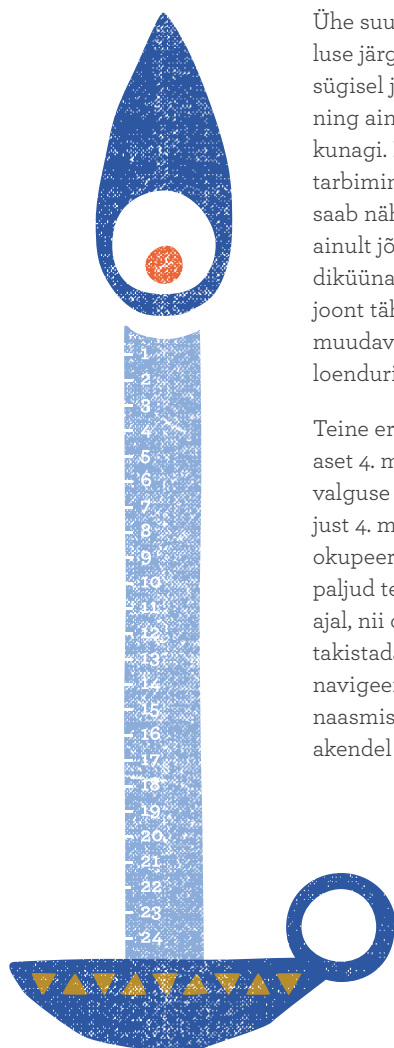 Ühe suu
luse järg
sügisel j
ning ain
kunagi.
tarbimin
saab näh
ainult jõ
diküüna
joont täh
muudav
loenduri
Teine er
aset 4. m
valguse
just 4. m
okupeer
paljud te
ajal, nii o
takistada
navigeer
naasmis
akendel
1
2
3
4
5
6
7
8
9
10
11
12
13
14
15
16
17
18
19
20
21
22
23
24